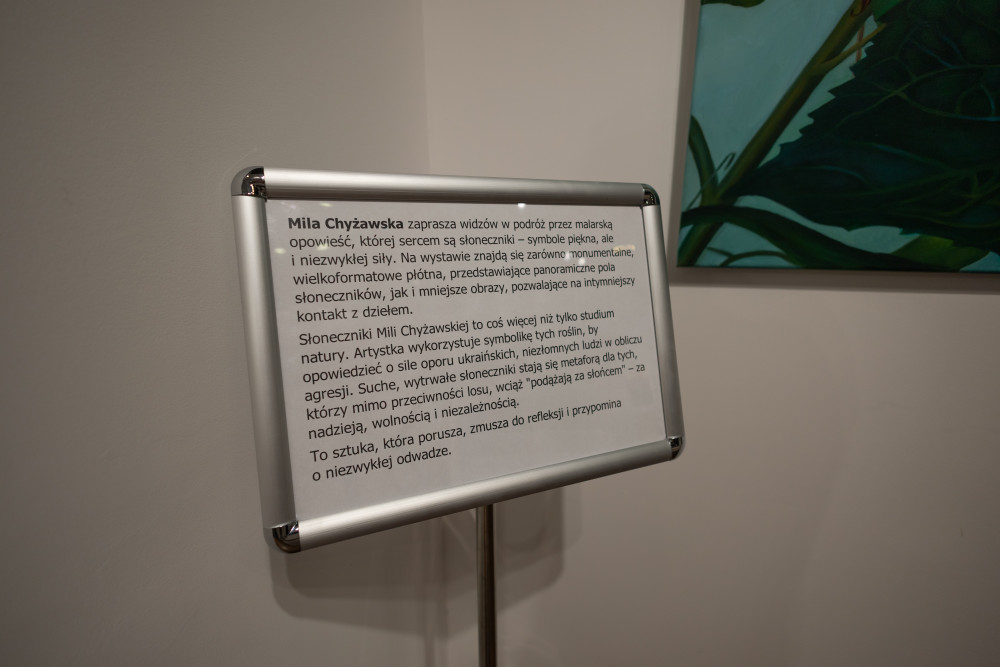 Mila Chyżawska zaprasza widzów w podróż przez malarską
opowieść, której sercem są słoneczniki – symbole piękna, ale
i niezwykłej siły. Na wystawie znajdą się zarówno monumentalne,
wielkoformatowe płótna, przedstawiające panoramiczne pola
słoneczników, jak i mniejsze obrazy, pozwalające na intymniejszy
kontakt z dziełem.
Słoneczniki Mili Chyżawskiej to coś więcej niż tylko studium
natury. Artystka wykorzystuje symbolikę tych roślin, by
opowiedzieć o sile oporu ukraińskich, niezłomnych ludzi w obliczu
agresji. Suche, wytrwałe słoneczniki stają się metaforą dla tych,
którzy mimo przeciwności losu, wciąż "podążają za słońcem" – za
nadzieją, wolnością i niezależnością.
To sztuka, która porusza, zmusza do refleksji i przypomina
o niezwykłej odwadze.